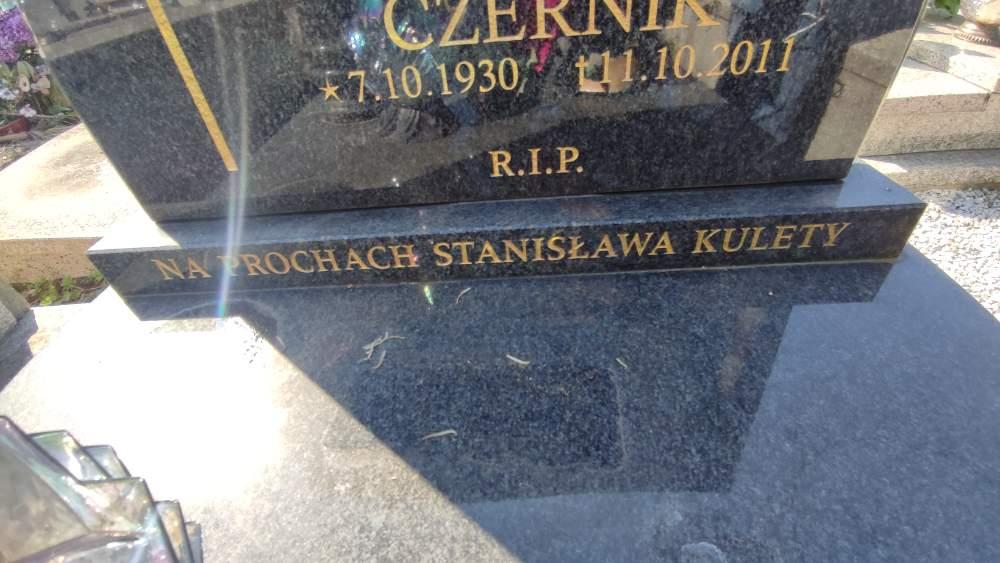 CZERNIK
★7.10.1930 †11.10.2011
R.I.P.
NA PROCHACH STANISŁAWA KULETY